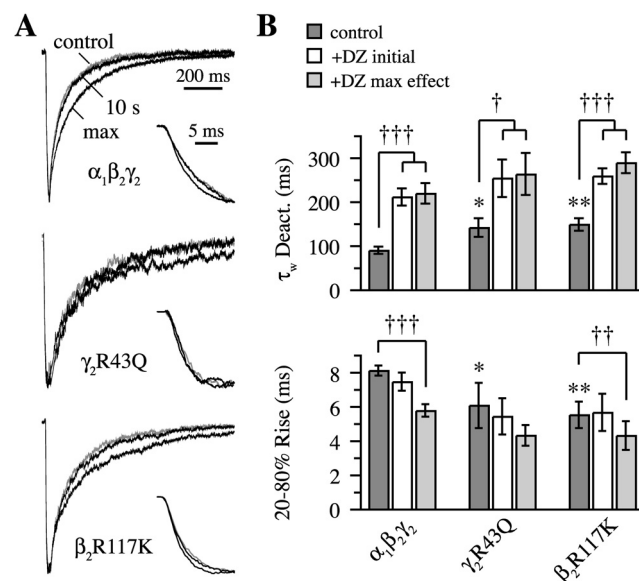 A
control
200 ms
10 s
max
5 ms
α₁β₂γ₂
γ₂R43Q
β₂R117K
B
control
+DZ initial
+DZ max effect
τw Deact. (ms)
300
200
100
0
†††
†
†††
*
**
20-80% Rise
(ms)
8
6
4
2
0
†††
††
*
**
α₁β₂γ₂
γ₂R43Q
β₂R117K